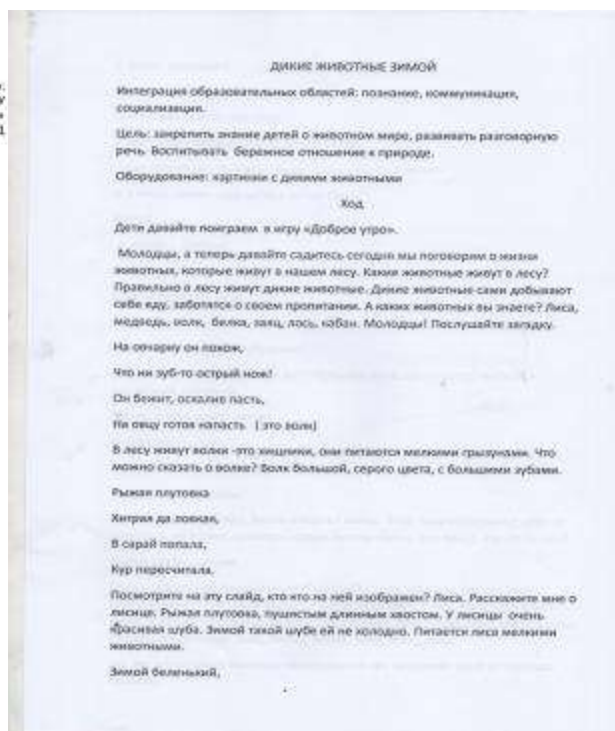 ДИКИЕ ЖИВОТНЫЕ ЗИМОЙ
Интеграция образовательных областей: познание, коммуникация,
социализация.
Цель: закрепить знание детей о животном мире, развивать разговорную
речь. Воспитывать бережное отношение к природе.
Оборудование: картинки с дикими животными
Ход
Дети давайте поиграем в игру «Доброе утро».
Молодцы, а теперь давайте садитесь сегодня мы поговорим о жизни
животных, которые живут в нашем лесу. Какие животные живут в лесу?
Правильно в лесу живут дикие животные. Дикие животные сами добывают
себе еду, заботятся о своем пропитании. А каких животных вы знаете? Лиса,
медведь, волк, белка, заяц, лось, кабан. Молодцы! Послушайте загадку.
На овчарку он похож,
Что ни зуб-то острый нож!
Он бежит, оскалив пасть,
На овцу готов напасть. ( это волк)
В лесу живут волки -это хищники, они питаются мелкими грызунами. Что
можно сказать о волке? Волк большой, серого цвета, с большими зубами.
Рыжая плутовка
Хитрая да ловкая,
В сарай попала,
Кур пересчитала.
Посмотрите на эту слайд, кто кто на ней изображен? Лиса. Расскажите мне о
лисице. Рыжая плутовка, пушистым длинным хвостом. У лисицы очень
красивая шуба. Зимой такой шубе ей не холодно. Питается лиса мелкими
животными.
Зимой беленький,